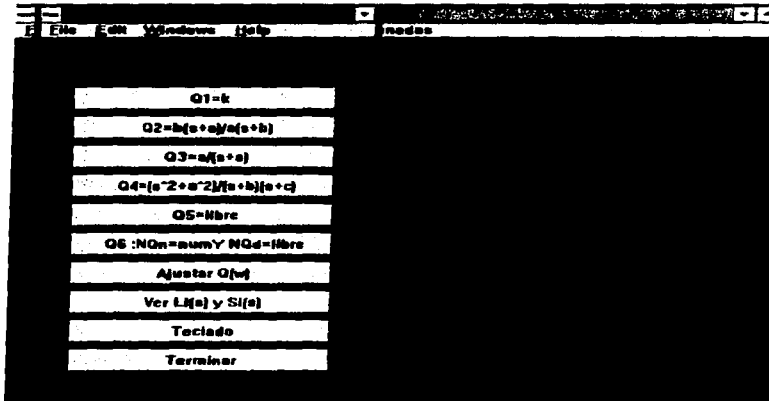 File Edit Windows Help
Q1=k
Q2=b(s+a)/a(s+b)
Q3=a/(s+a)
Q4=(s^2+a^2)/(s+b)(s+c)
Q5=libre
Q6 :NQn=numY NQd=libre
Ajustar Q(w)
Ver Li(s) y Si(s)
Teclado
Terminar